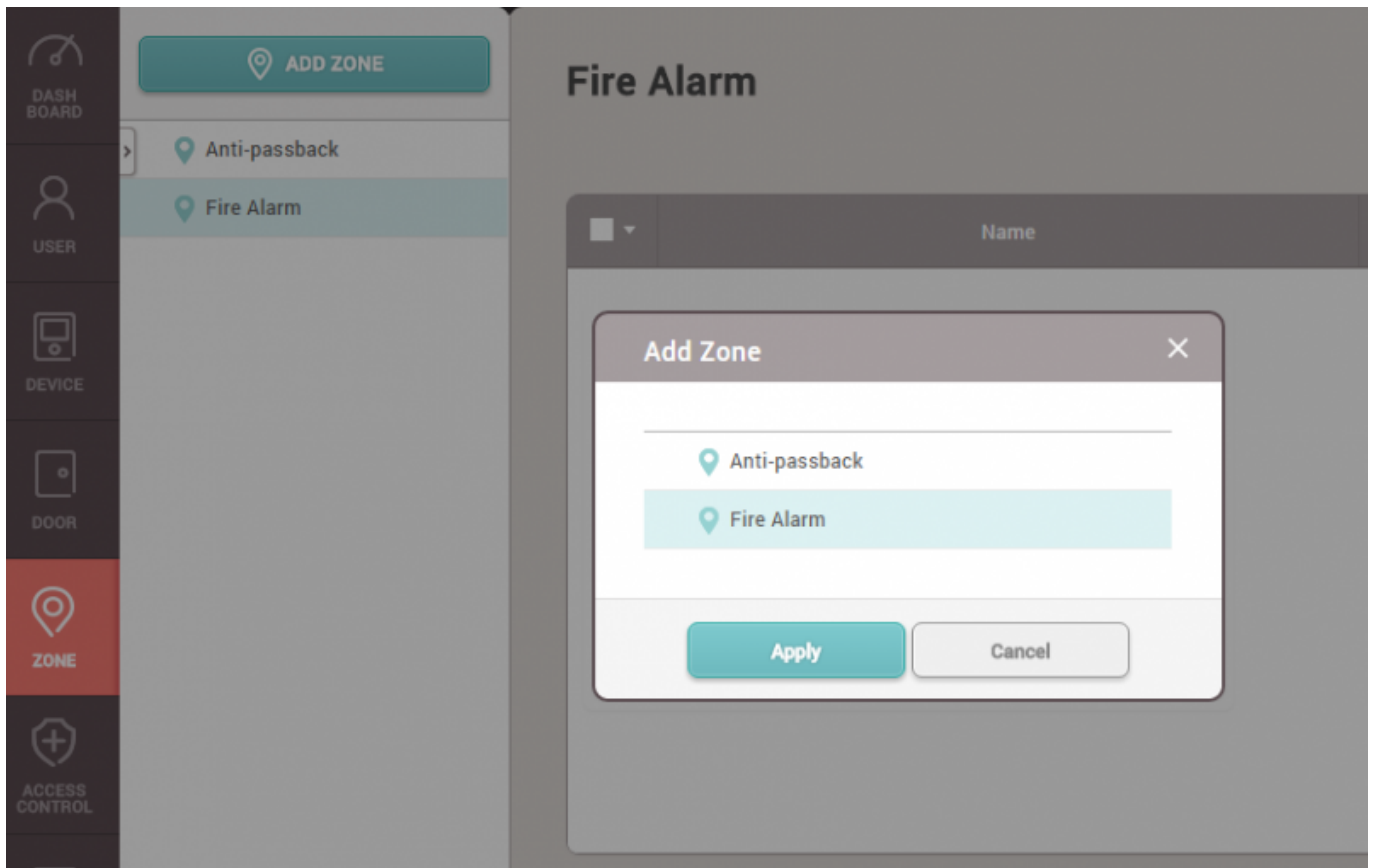 DASH
BOARD
USER
DEVICE
DOOR
ZONE
ACCESS
CONTROL
ADD ZONE
Anti-passback
Fire Alarm
Fire Alarm
Name
Add Zone
Anti-passback
Fire Alarm
Apply
Cancel